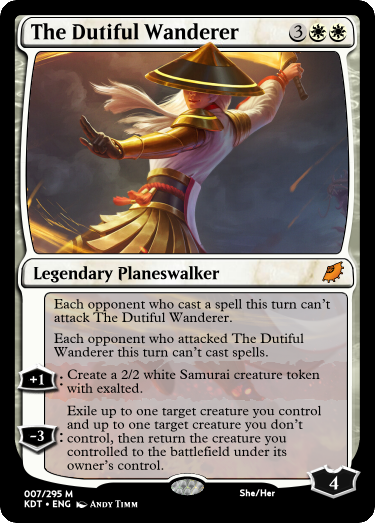 The Dutiful Wanderer 3
Legendary Planeswalker
Each opponent who cast a spell this turn can't
attack The Dutiful Wanderer.
Each opponent who attacked The Dutiful
Wanderer this turn can't cast spells.
+1: Create a 2/2 white Samurai creature token
with exalted.
Exile up to one target creature you control
and up to one target creature you don't
-3: control, then return the creature you
controlled to the battlefield under its
owner's control.
4
007/295 M She/Her
KDT • ENG Andy Timm